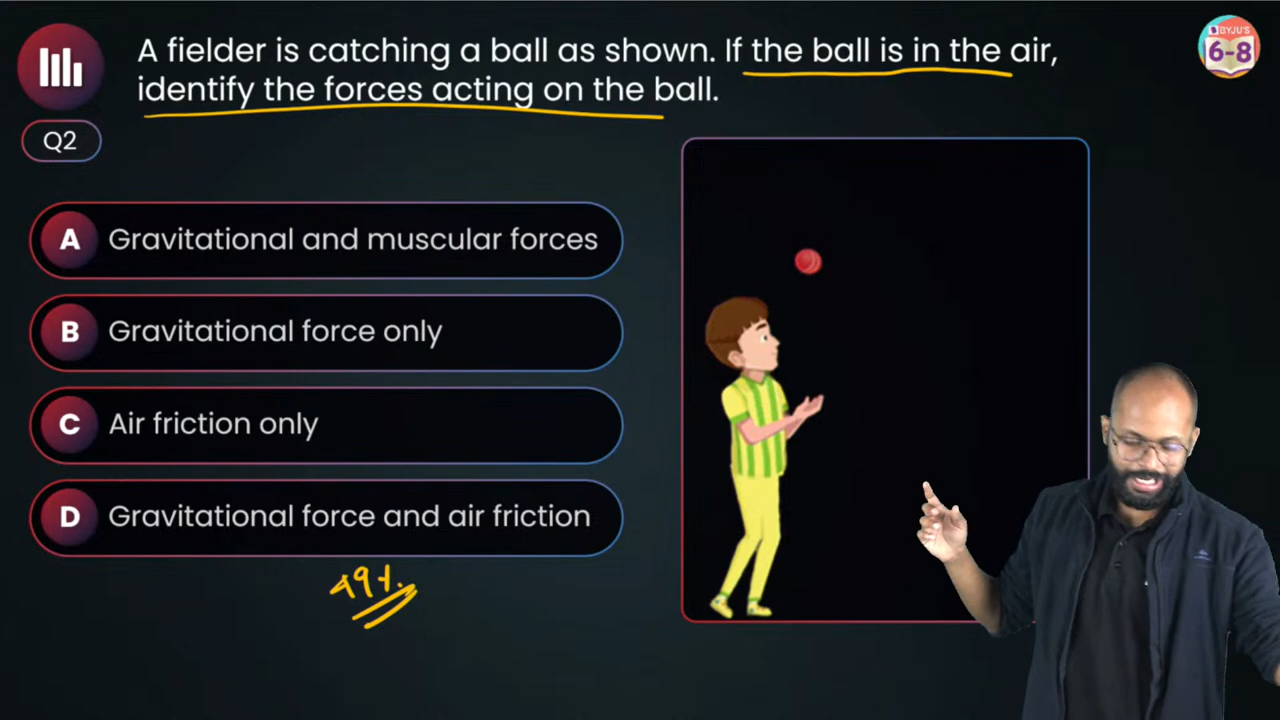 A fielder is catching a ball as shown. If the ball is in the air,
identify the forces acting on the ball.
BYJU'S
6-8
Q2
A Gravitational and muscular forces
B Gravitational force only
C Air friction only
D Gravitational force and air friction